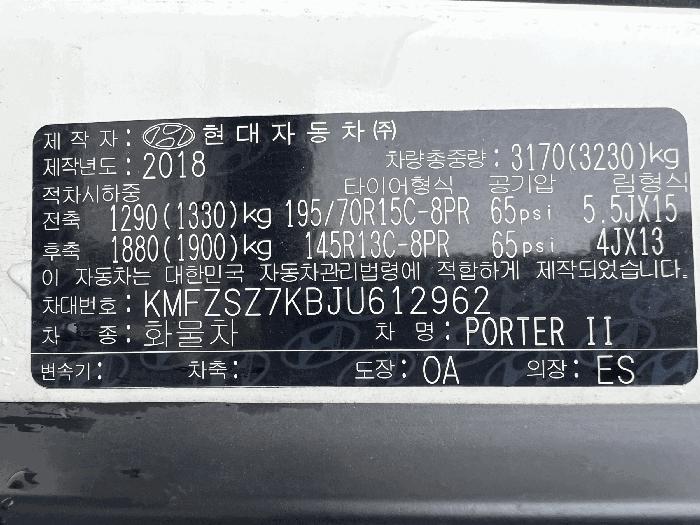 제 작 자 : 현대자동차㈜
제작년도 : 2018 차량총중량 : 3170(3230)kg
적차시하중 타이어형식 공기압 림형식
전축 1290(1330)kg 195/70R15C-8PR 65psi 5.5JX15
후축 1880(1900)kg 145R13C-8PR 65psi 4JX13
이 자동차는 대한민국 자동차관리법령에 적합하게 제작되었습니다.
차대번호 : KMFZSZ7KBJU612962
차 종 : 화물차 차 명 : PORTER II
변속기 : 차축 : 도장 : OA 의장 : ES